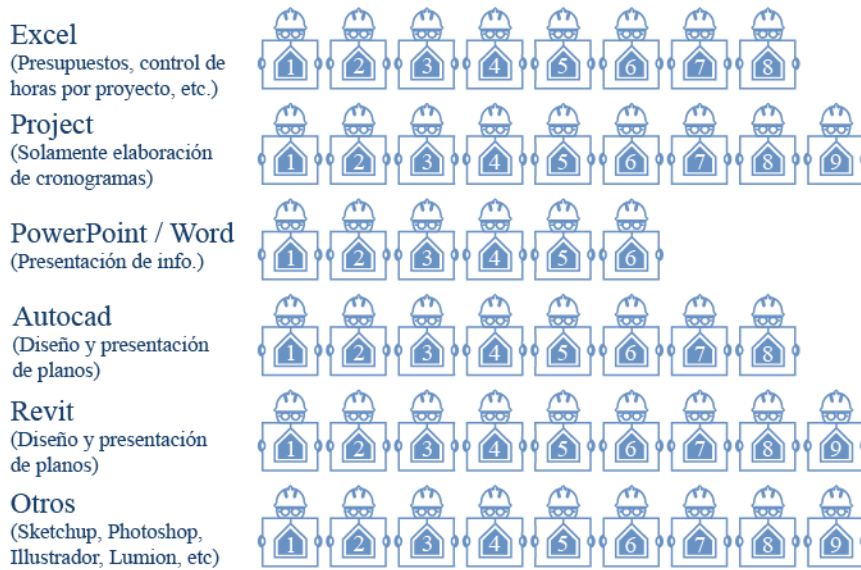 Excel
(Presupuestos, control de
horas por proyecto, etc.)
1 2 3 4 5 6 7 8
Project
(Solamente elaboración
de cronogramas)
1 2 3 4 5 6 7 8 9
PowerPoint / Word
(Presentación de info.)
1 2 3 4 5 6
Autocad
(Diseño y presentación
de planos)
1 2 3 4 5 6 7 8
Revit
(Diseño y presentación
de planos)
1 2 3 4 5 6 7 8 9
Otros
(Sketchup, Photoshop,
Illustrador, Lumion, etc)
1 2 3 4 5 6 7 8 9